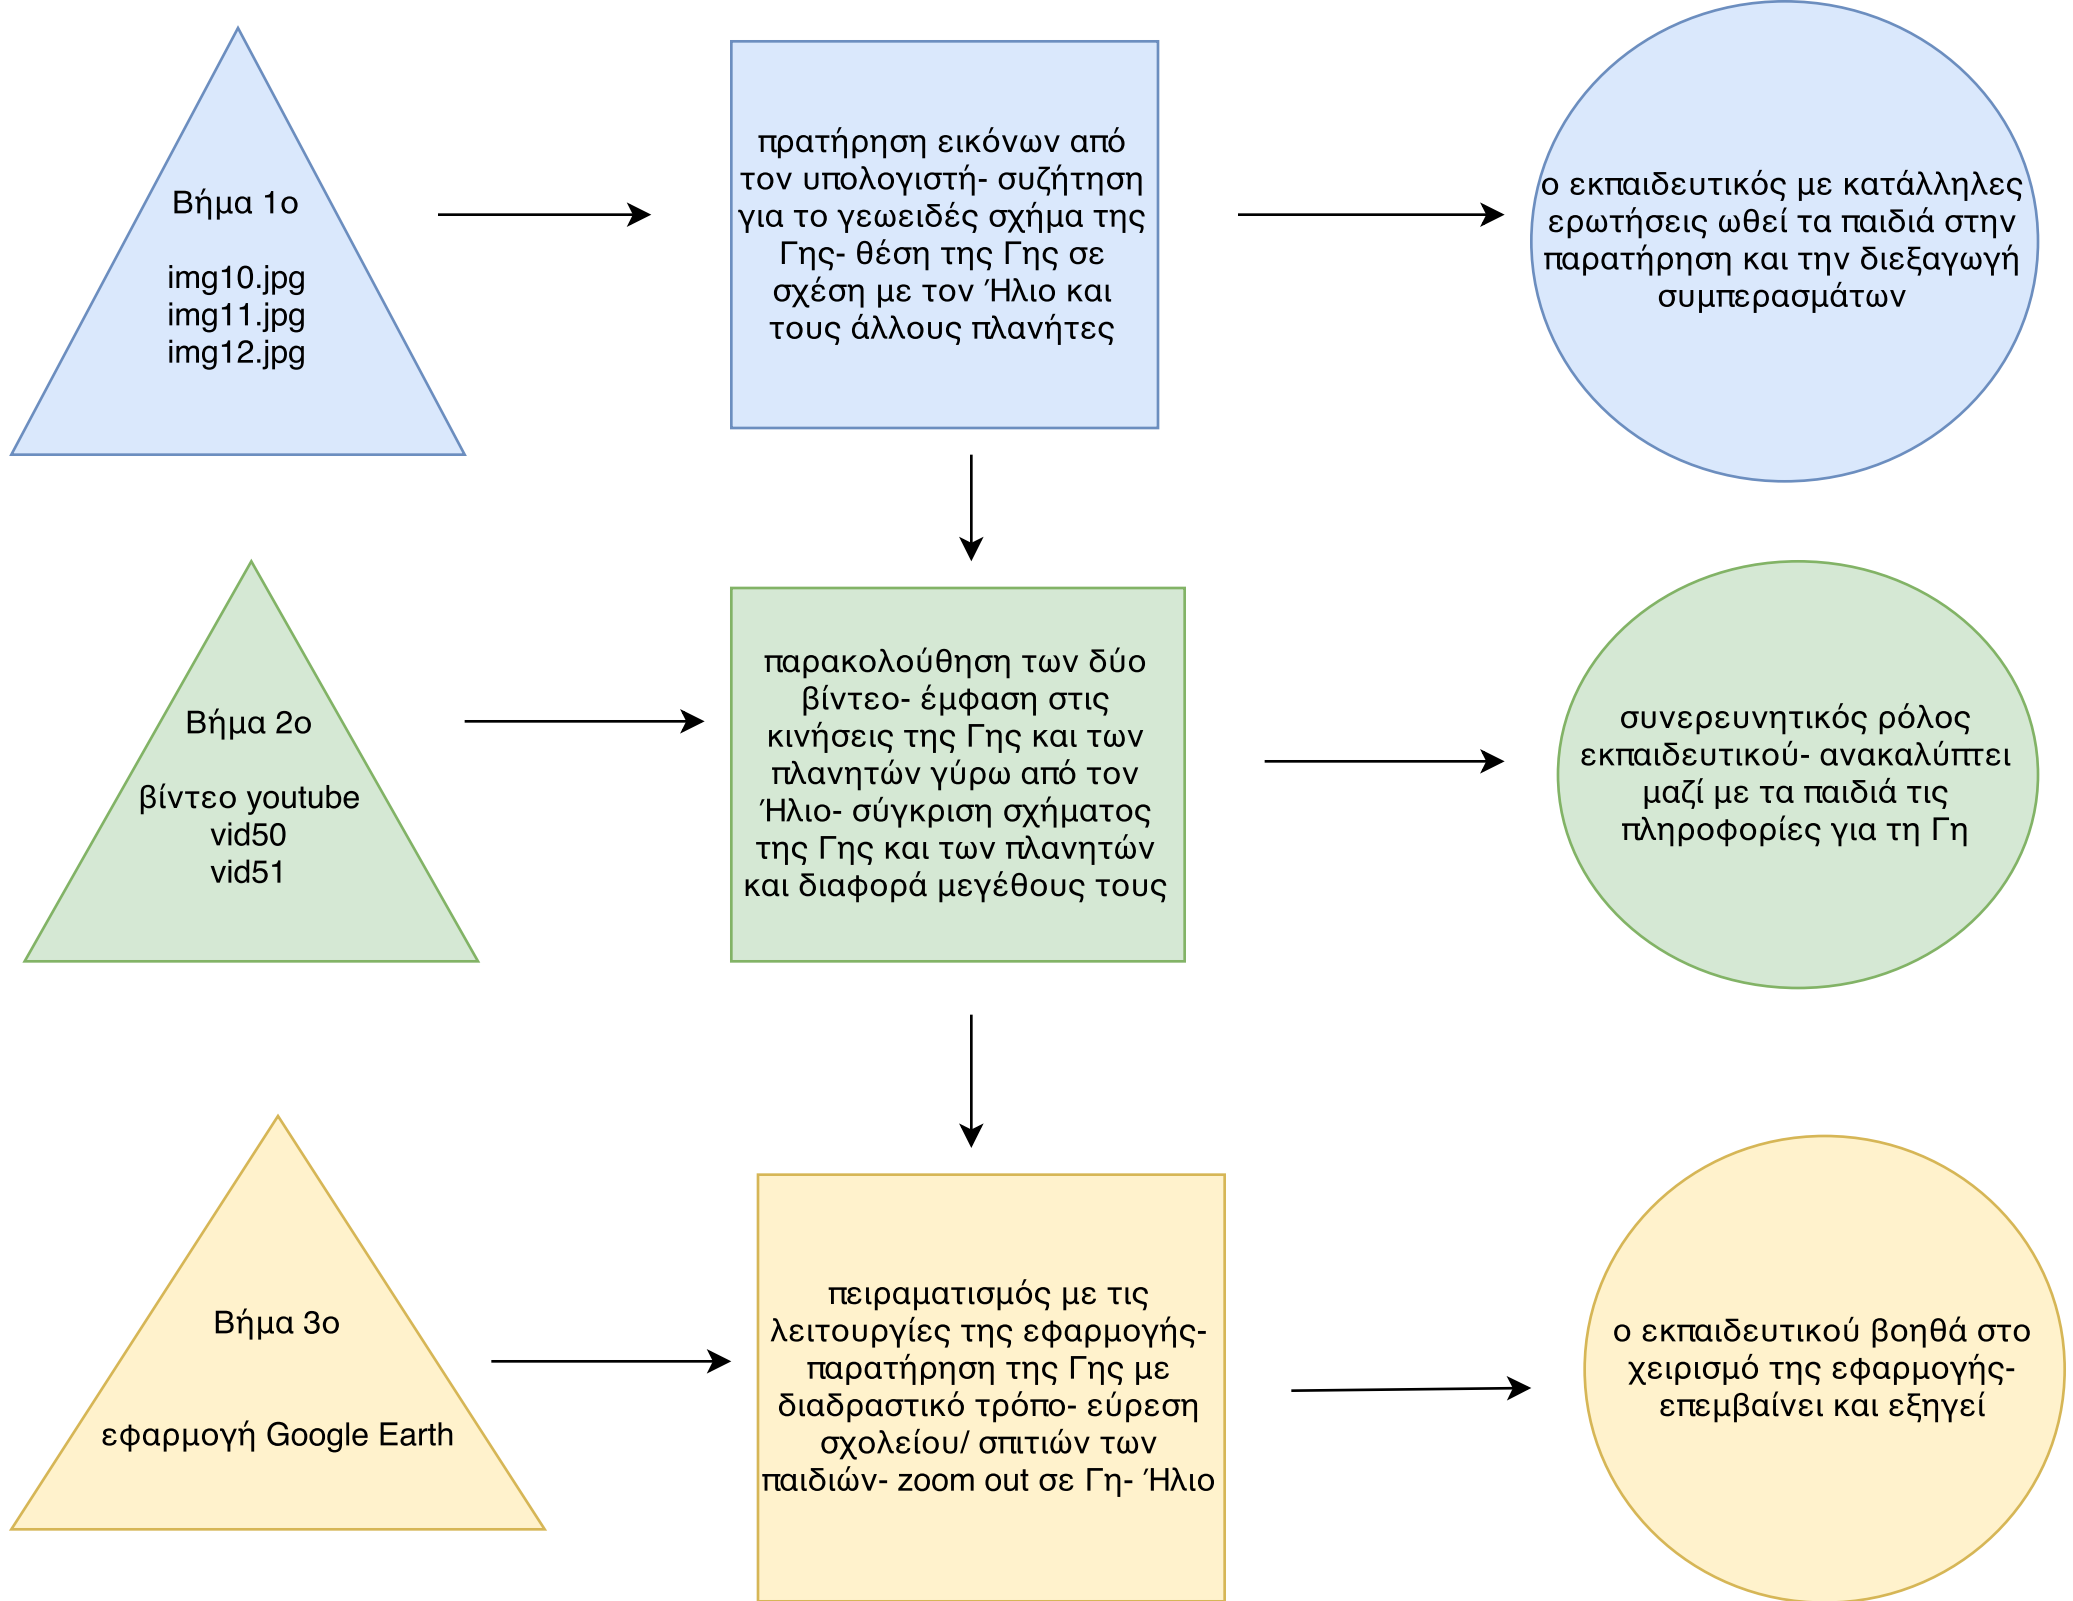 Βήμα 1ο
img10.jpg
img11.jpg
img12.jpg
πρατήρηση εικόνων από
τον υπολογιστή- συζήτηση
για το γεωειδές σχήμα της
Γης- θέση της Γης σε
σχέση με τον Ήλιο και
τους άλλους πλανήτες
ο εκπαιδευτικός με κατάλληλες
ερωτήσεις ωθεί τα παιδιά στην
παρατήρηση και την διεξαγωγή
συμπερασμάτων
Βήμα 2ο
βίντεο youtube
vid50
vid51
παρακολούθηση των δύο
βίντεο- έμφαση στις
κινήσεις της Γης και των
πλανητών γύρω από τον
Ήλιο- σύγκριση σχήματος
της Γης και των πλανητών
και διαφορά μεγέθους τους
συνερευνητικός ρόλος
εκπαιδευτικού- ανακαλύπτει
μαζί με τα παιδιά τις
πληροφορίες για τη Γη
Βήμα 3ο
εφαρμογή Google Earth
πειραματισμός με τις
λειτουργίες της εφαρμογής-
παρατήρηση της Γης με
διαδραστικό τρόπο- εύρεση
σχολείου/ σπιτιών των
παιδιών- zoom out σε Γη- Ήλιο
ο εκπαιδευτικού βοηθά στο
χειρισμό της εφαρμογής-
επεμβαίνει και εξηγεί